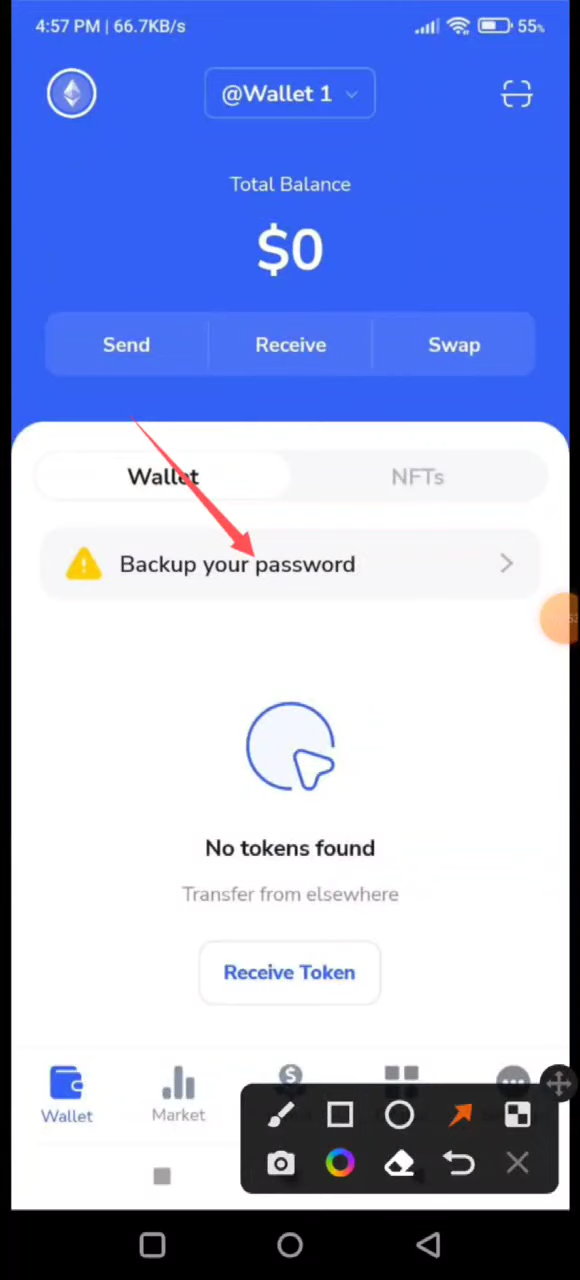 4:57 PM | 66.7KB/s 55%
@Wallet 1
Total Balance
$0
Send Receive Swap
Wallet NFTs
Backup your password
No tokens found
Transfer from elsewhere
Receive Token
Wallet Market